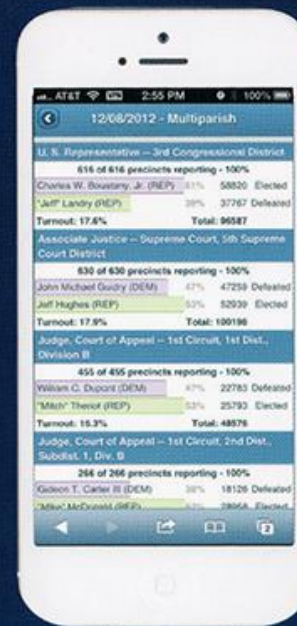 AT&T 2:55 PM 100%
12/08/2012 - Multiparish
U. S. Representative -- 3rd Congressional District
616 of 616 precincts reporting - 100%
Charles W. Boustany, Jr. (REP) 61% 58820 Elected
"Jeff" Landry (REP) 39% 37767 Defeated
Turnout: 17.6% Total: 96587
Associate Justice -- Supreme Court, 5th Supreme
Court District
630 of 630 precincts reporting - 100%
John Michael Guidry (DEM) 47% 47259 Defeated
Jeff Hughes (REP) 53% 52939 Elected
Turnout: 17.9% Total: 100198
Judge, Court of Appeal -- 1st Circuit, 1st Dist.,
Division B
455 of 455 precincts reporting - 100%
William C. Dupont (DEM) 47% 22783 Defeated
"Mitch" Theriot (REP) 53% 25793 Elected
Turnout: 15.3% Total: 48576
Judge, Court of Appeal -- 1st Circuit, 2nd Dist.,
Subdist. 1, Div. B
266 of 266 precincts reporting - 100%
Gideon T. Carter III (DEM) 38% 18126 Defeated
"Mike" McDonald (REP) Elected
2